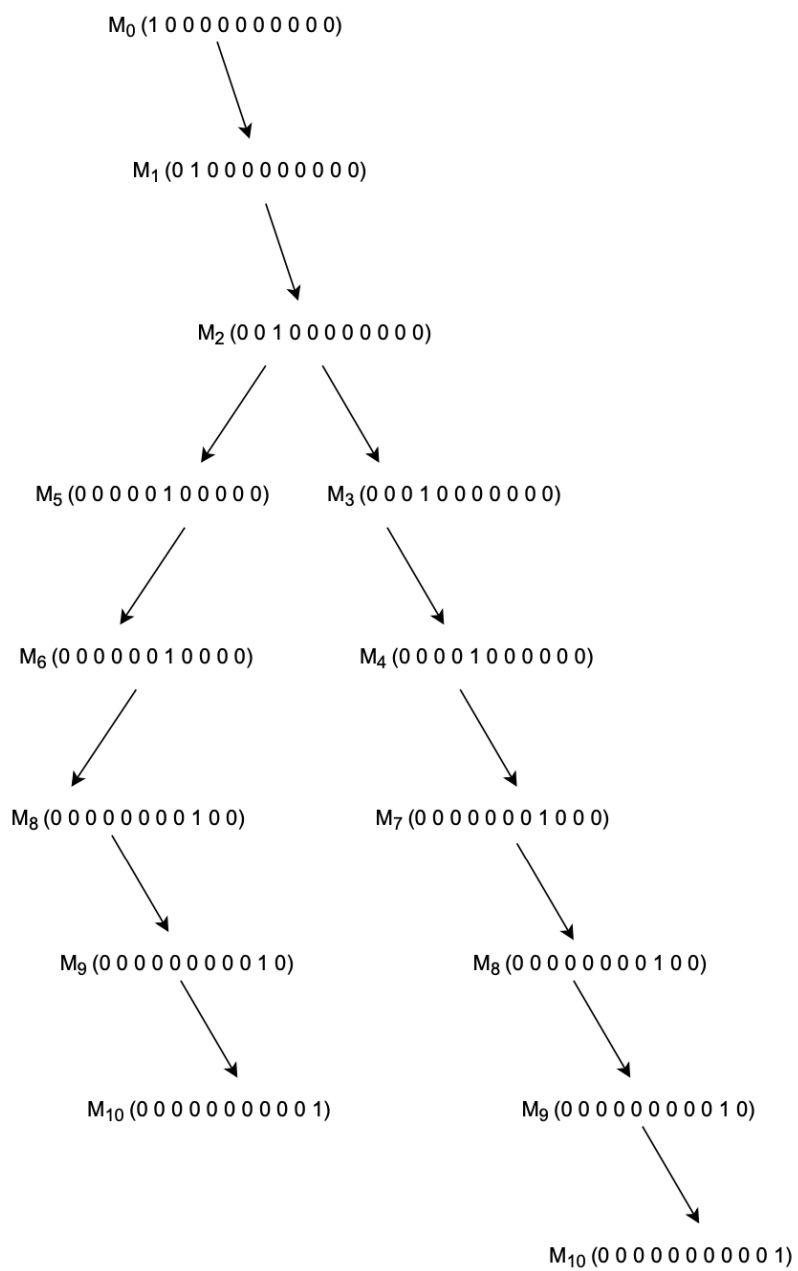 M₀ (1 0 0 0 0 0 0 0 0 0 0)
M₁ (0 1 0 0 0 0 0 0 0 0 0)
M₂ (0 0 1 0 0 0 0 0 0 0 0)
M₅ (0 0 0 0 0 1 0 0 0 0 0) M₃ (0 0 0 1 0 0 0 0 0 0 0)
M₆ (0 0 0 0 0 0 1 0 0 0 0) M₄ (0 0 0 0 1 0 0 0 0 0 0)
M₈ (0 0 0 0 0 0 0 0 1 0 0) M₇ (0 0 0 0 0 0 0 1 0 0 0)
M₉ (0 0 0 0 0 0 0 0 0 1 0) M₈ (0 0 0 0 0 0 0 0 1 0 0)
M₁₀ (0 0 0 0 0 0 0 0 0 0 1) M₉ (0 0 0 0 0 0 0 0 0 1 0)
M₁₀ (0 0 0 0 0 0 0 0 0 0 1)